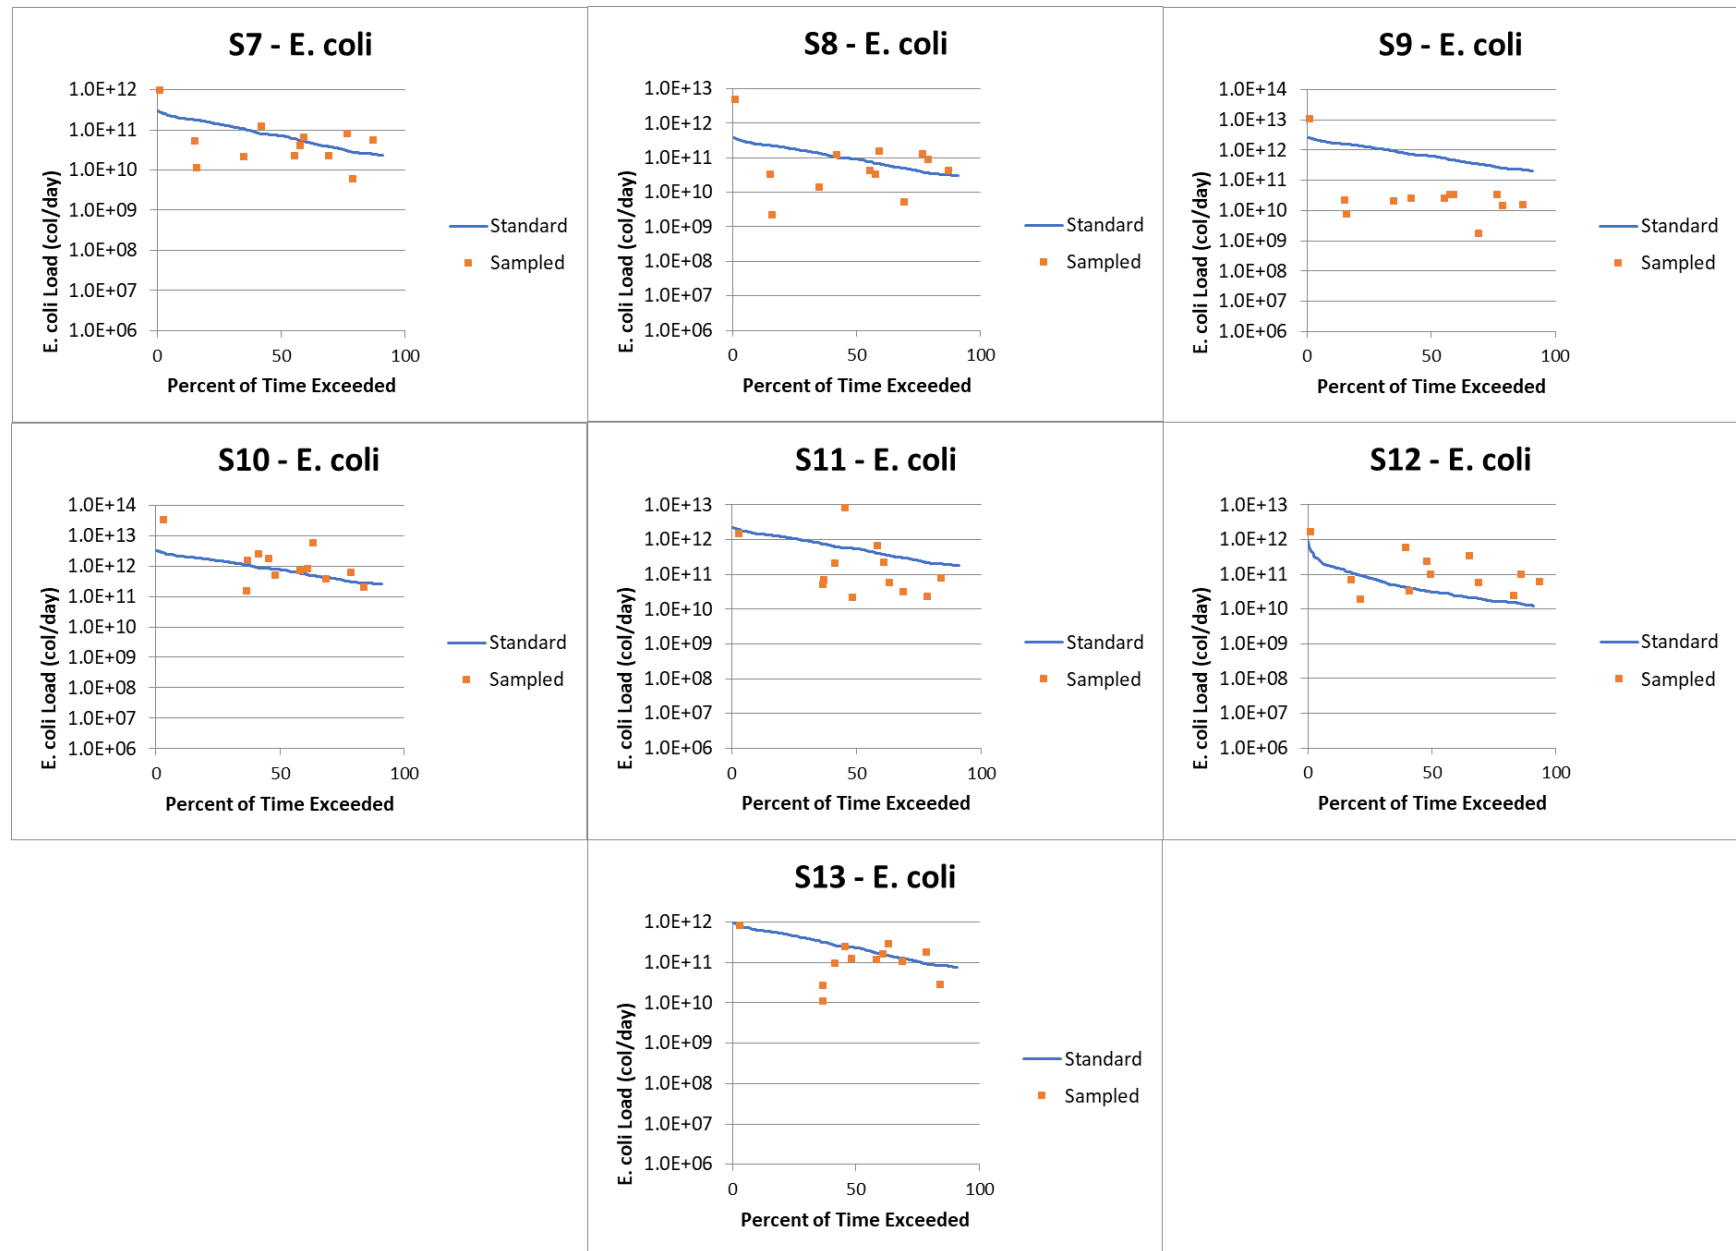 S7 - E. coli
1.0E+12
1.0E+11
1.0E+10
1.0E+09
1.0E+08
1.0E+07
1.0E+06
E. coli Load (col/day)
0 50 100
Percent of Time Exceeded
Standard
Sampled
S8 - E. coli
1.0E+13
1.0E+12
1.0E+11
1.0E+10
1.0E+09
1.0E+08
1.0E+07
1.0E+06
E. coli Load (col/day)
0 50 100
Percent of Time Exceeded
Standard
Sampled
S9 - E. coli
1.0E+14
1.0E+13
1.0E+12
1.0E+11
1.0E+10
1.0E+09
1.0E+08
1.0E+07
1.0E+06
E. coli Load (col/day)
0 50 100
Percent of Time Exceeded
Standard
Sampled
S10 - E. coli
1.0E+14
1.0E+13
1.0E+12
1.0E+11
1.0E+10
1.0E+09
1.0E+08
1.0E+07
1.0E+06
E. coli Load (col/day)
0 50 100
Percent of Time Exceeded
Standard
Sampled
S11 - E. coli
1.0E+13
1.0E+12
1.0E+11
1.0E+10
1.0E+09
1.0E+08
1.0E+07
1.0E+06
E. coli Load (col/day)
0 50 100
Percent of Time Exceeded
Standard
Sampled
S12 - E. coli
1.0E+13
1.0E+12
1.0E+11
1.0E+10
1.0E+09
1.0E+08
1.0E+07
1.0E+06
E. coli Load (col/day)
0 50 100
Percent of Time Exceeded
Standard
Sampled
S13 - E. coli
1.0E+12
1.0E+11
1.0E+10
1.0E+09
1.0E+08
1.0E+07
1.0E+06
E. coli Load (col/day)
0 50 100
Percent of Time Exceeded
Standard
Sampled